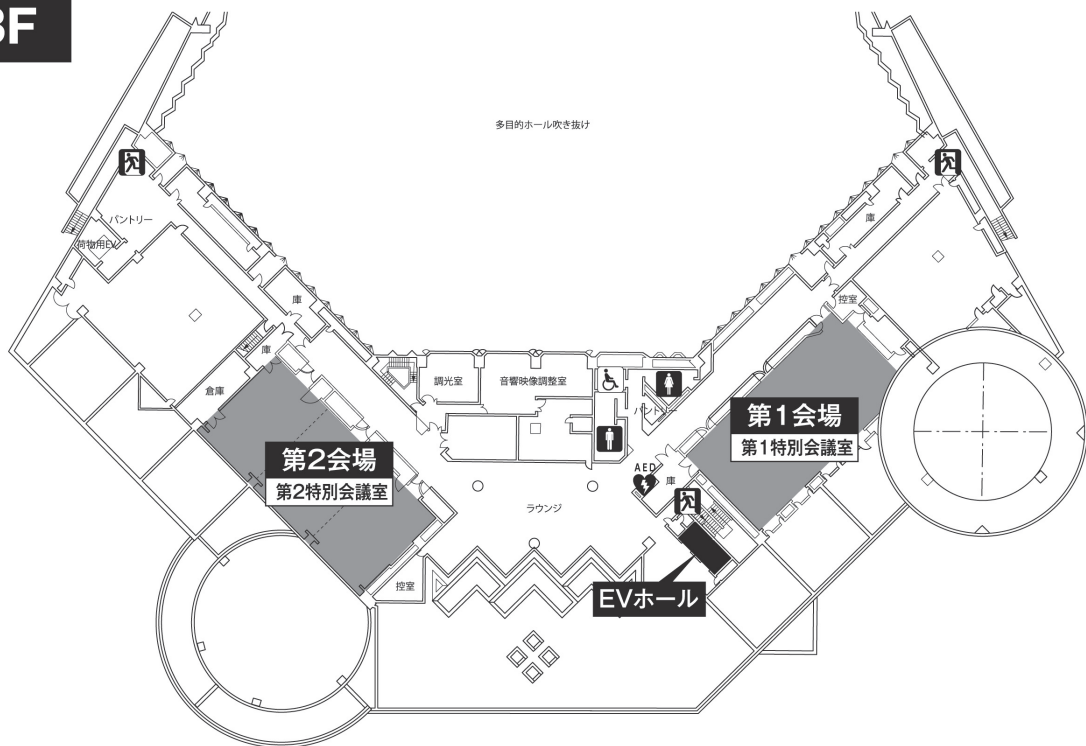 3F
多目的ホール吹き抜け
パントリー
荷物用EV
庫
庫
控室
庫
倉庫
調光室
音響映像調整室
パントリー
第1会場
第1特別会議室
第2会場
第2特別会議室
AED
庫
ラウンジ
控室
EVホール